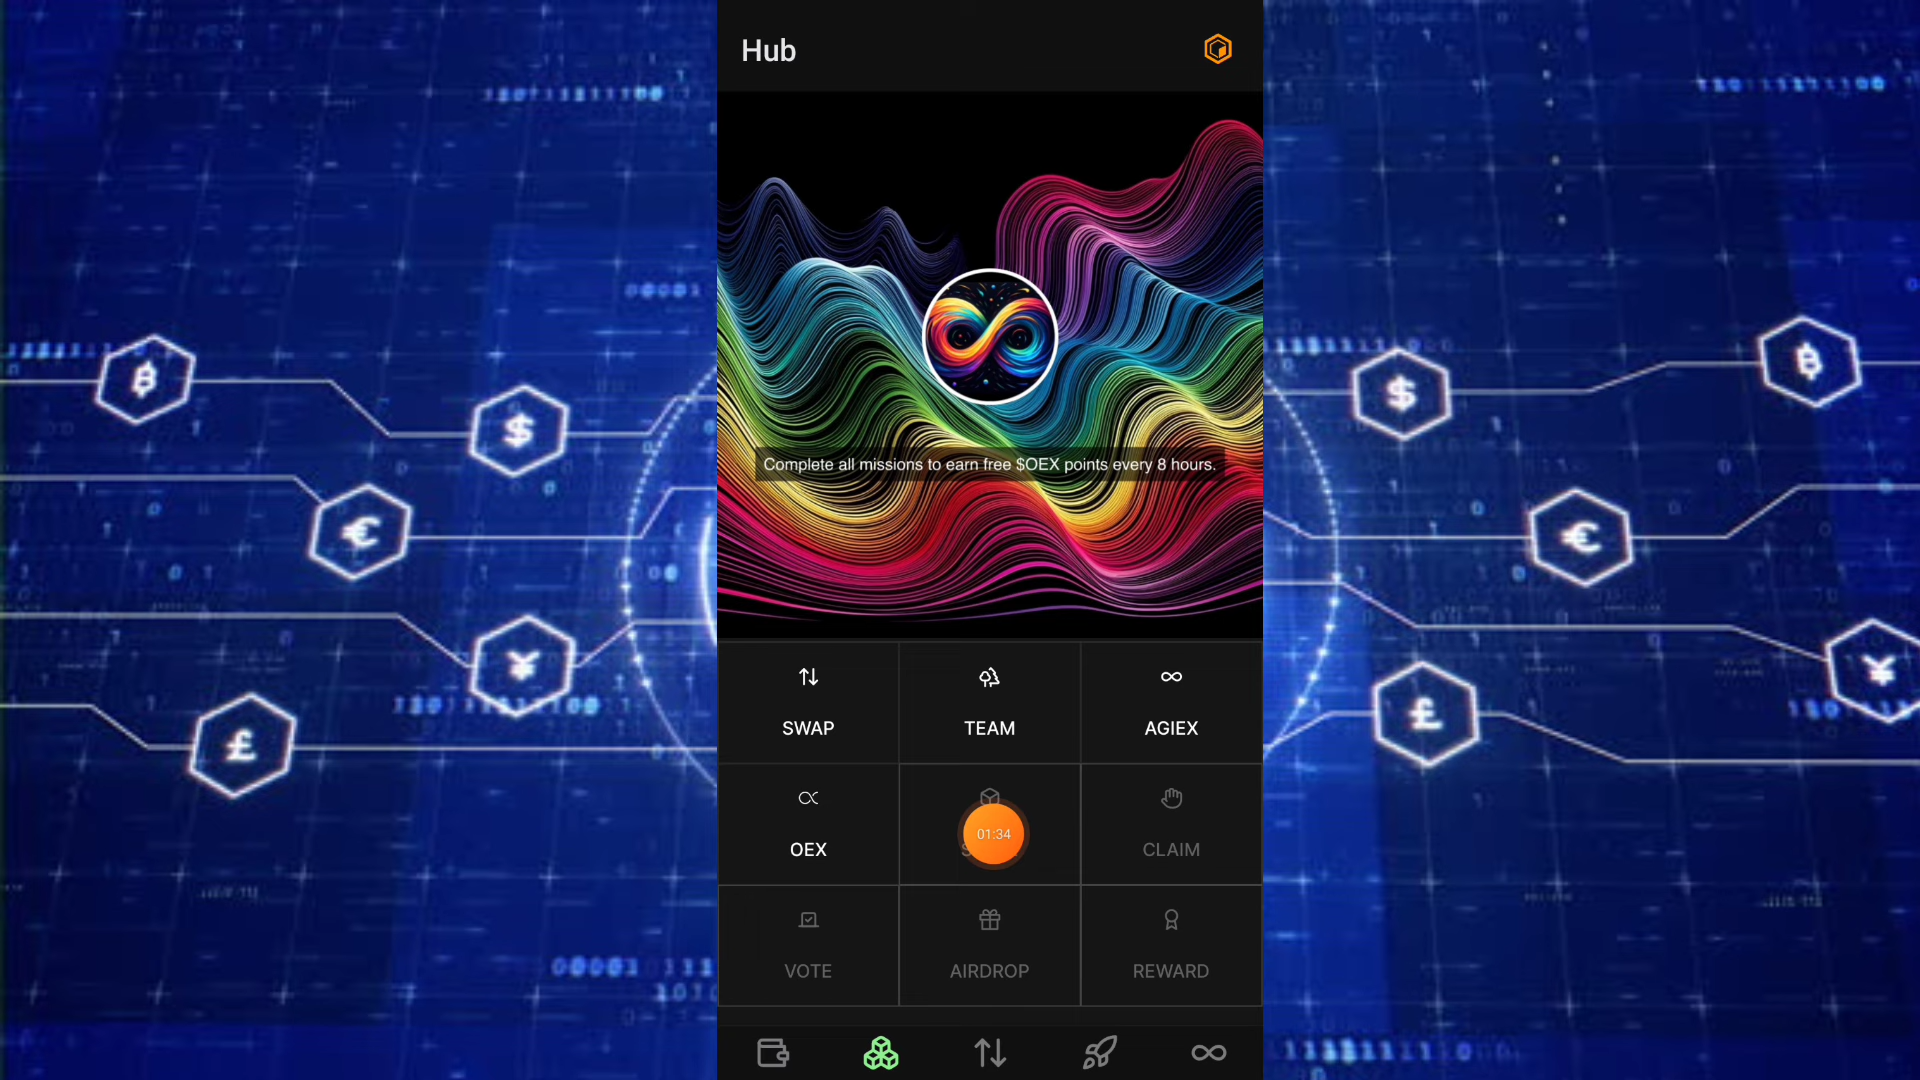 Hub
Complete all missions to earn free $OEX points every 8 hours.
SWAP
TEAM
AGIEX
OEX
01:34
CLAIM
VOTE
AIRDROP
REWARD